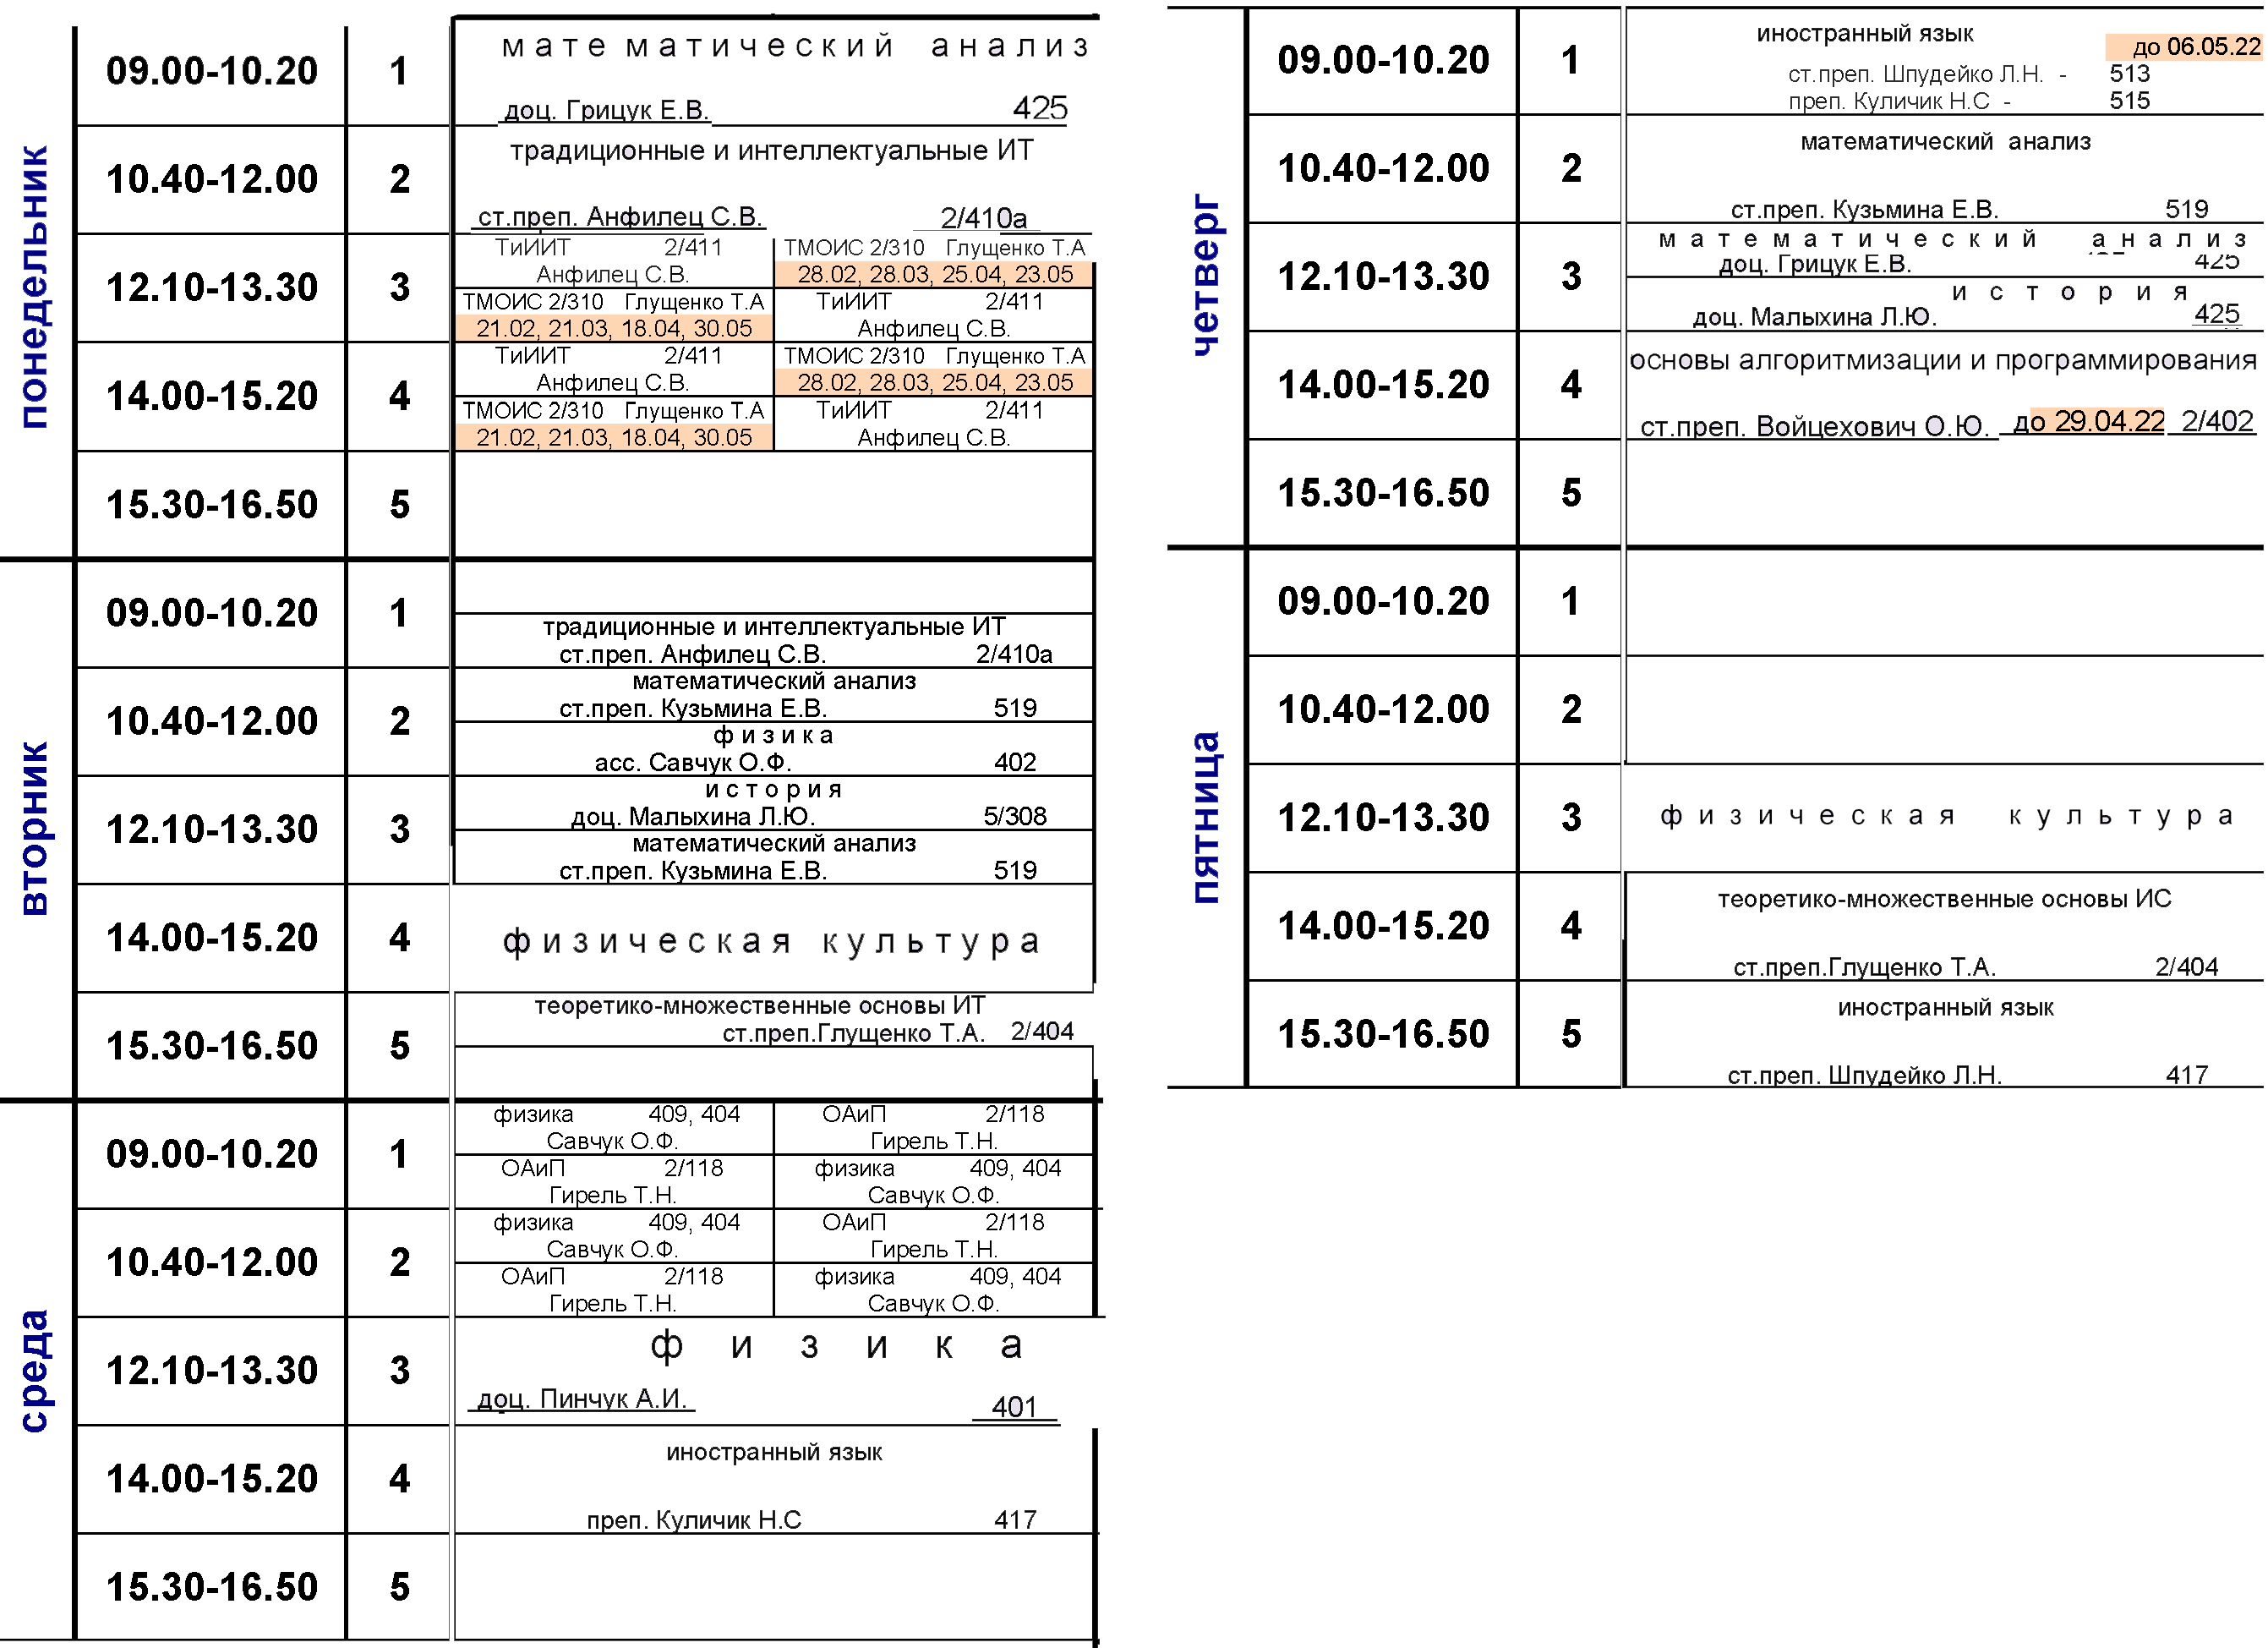 понедельник
09.00-10.20 1 математический анализ
доц. Грицук Е.В. 425
10.40-12.00 2 традиционные и интеллектуальные ИТ
ст.преп. Анфилец С.В. 2/410а
12.10-13.30 3
ТиИИТ 2/411 ТМОИС 2/310 Глущенко Т.А
Анфилец С.В. 28.02, 28.03, 25.04, 23.05
ТМОИС 2/310 Глущенко Т.А ТиИИТ 2/411
21.02, 21.03, 18.04, 30.05 Анфилец С.В.
14.00-15.20 4
ТиИИТ 2/411 ТМОИС 2/310 Глущенко Т.А
Анфилец С.В. 28.02, 28.03, 25.04, 23.05
ТМОИС 2/310 Глущенко Т.А ТиИИТ 2/411
21.02, 21.03, 18.04, 30.05 Анфилец С.В.
15.30-16.50 5
вторник
09.00-10.20 1
традиционные и интеллектуальные ИТ
ст.преп. Анфилец С.В. 2/410а
10.40-12.00 2
математический анализ
ст.преп. Кузьмина Е.В. 519
физика
асс. Савчук О.Ф. 402
12.10-13.30 3
история
доц. Малыхина Л.Ю. 5/308
математический анализ
ст.преп. Кузьмина Е.В. 519
14.00-15.20 4 физическая культура
15.30-16.50 5
теоретико-множественные основы ИТ
ст.преп.Глущенко Т.А. 2/404
среда
09.00-10.20 1
физика 409, 404 ОАиП 2/118
Савчук О.Ф. Гирель Т.Н.
ОАиП 2/118 физика 409, 404
Гирель Т.Н. Савчук О.Ф.
10.40-12.00 2
физика 409, 404 ОАиП 2/118
Савчук О.Ф. Гирель Т.Н.
ОАиП 2/118 физика 409, 404
Гирель Т.Н. Савчук О.Ф.
12.10-13.30 3 физика
доц. Пинчук А.И. 401
14.00-15.20 4 иностранный язык
преп. Куличик Н.С 417
15.30-16.50 5
четверг
09.00-10.20 1 иностранный язык
до 06.05.22
ст.преп. Шпудейко Л.Н. - 513
преп. Куличик Н.С - 515
10.40-12.00 2 математический анализ
ст.преп. Кузьмина Е.В. 519
12.10-13.30 3
математический анализ
доц. Грицук Е.В. 425
история
доц. Малыхина Л.Ю. 425
14.00-15.20 4 основы алгоритмизации и программирования
ст.преп. Войцехович О.Ю. до 29.04.22 2/402
15.30-16.50 5
пятница
09.00-10.20 1
10.40-12.00 2
12.10-13.30 3 физическая культура
14.00-15.20 4 теоретико-множественные основы ИС
ст.преп.Глущенко Т.А. 2/404
15.30-16.50 5 иностранный язык
ст.преп. Шпудейко Л.Н. 417